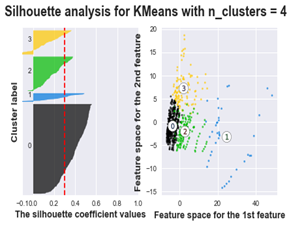 Silhouette analysis for KMeans with n_clusters = 4
Cluster label
3
2
1
0
-0.10.0 0.2 0.4 0.6 0.8 1.0
The silhouette coefficient values
Feature space for the 2nd feature
20
15
10
5
0
-5
-10
-15
3
0
2
1
0 20 40
Feature space for the 1st feature